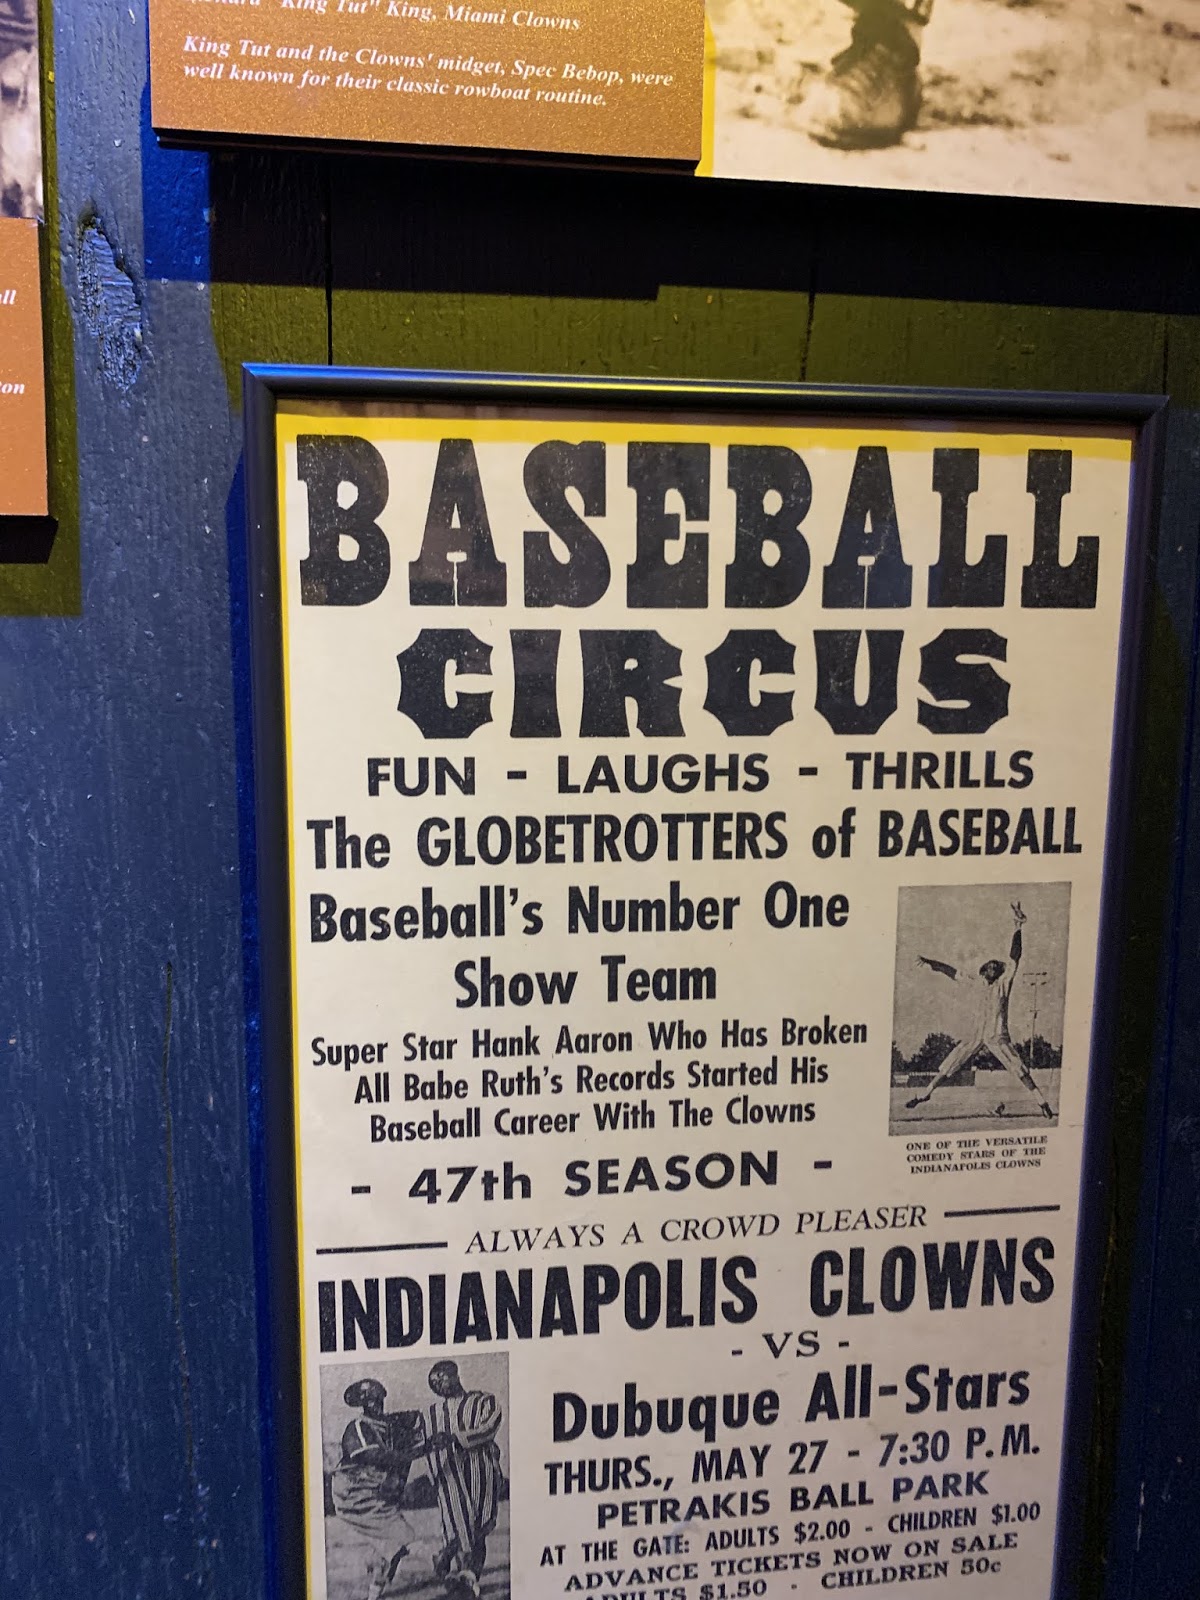 "King Tut" King, Miami Clowns
King Tut and the Clowns' midget, Spec Bebop, were
well known for their classic rowboat routine.
BASEBALL
CIRCUS
FUN - LAUGHS - THRILLS
The GLOBETROTTERS of BASEBALL
Baseball's Number One
Show Team
Super Star Hank Aaron Who Has Broken
All Babe Ruth's Records Started His
Baseball Career With The Clowns
- 47th SEASON -
ONE OF THE VERSATILE
COMEDY STARS OF THE
INDIANAPOLIS CLOWNS
ALWAYS A CROWD PLEASER
INDIANAPOLIS CLOWNS
- VS -
Dubuque All-Stars
THURS., MAY 27 - 7:30 P.M.
PETRAKIS BALL PARK
AT THE GATE: ADULTS $2.00 - CHILDREN $1.00
ADVANCE TICKETS NOW ON SALE
ADULTS $1.50 - CHILDREN 50c